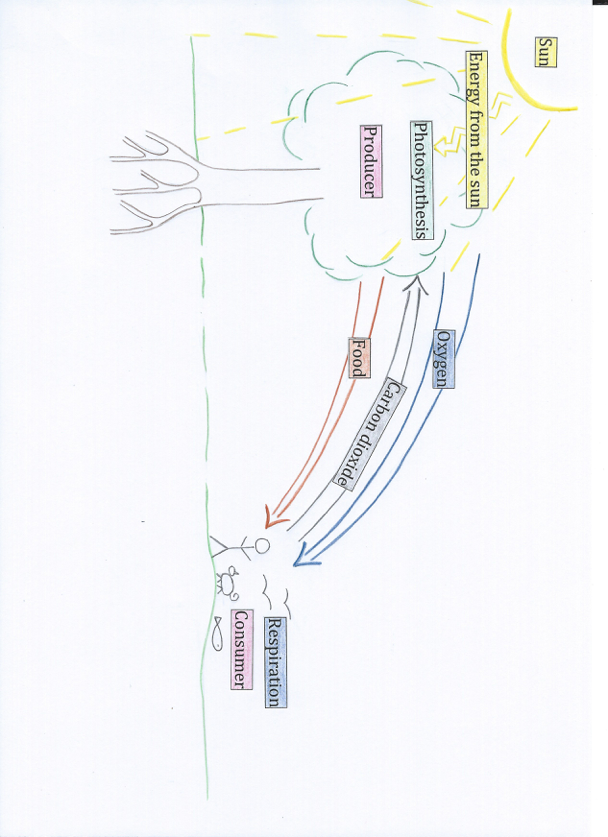 Sun
Energy from the sun
Photosynthesis
Producer
Oxygen
Carbon dioxide
Food
Respiration
Consumer